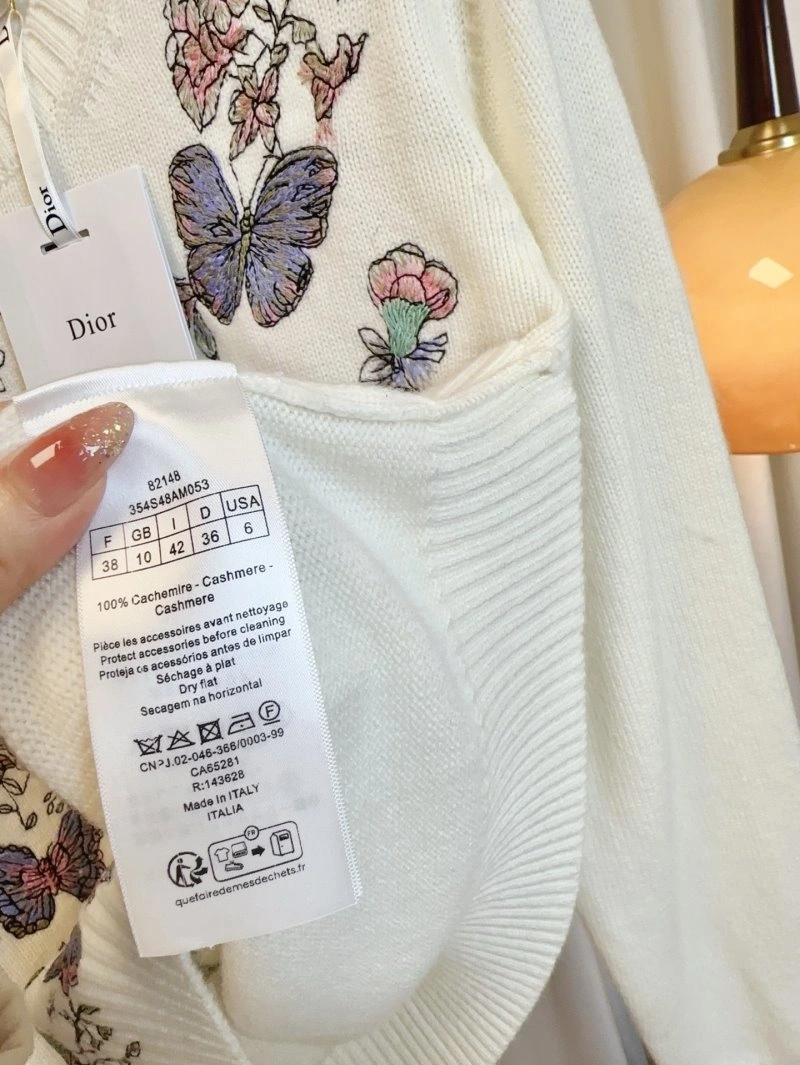 Dior
Dior
82148
354S48AM053
F GB I D USA
38 10 42 36 6
100% Cachemire - Cashmere -
Cashmere
Pièce les accessoires avant nettoyage
Protect accessories before cleaning
Proteja os acessórios antes de limpar
Séchage à plat
Dry flat
Secagem na horizontal
F
CNPJ.02-046-366/0003-99
CA65281
R:143628
Made in ITALY
ITALIA
FR
quefairedemesdechets.fr